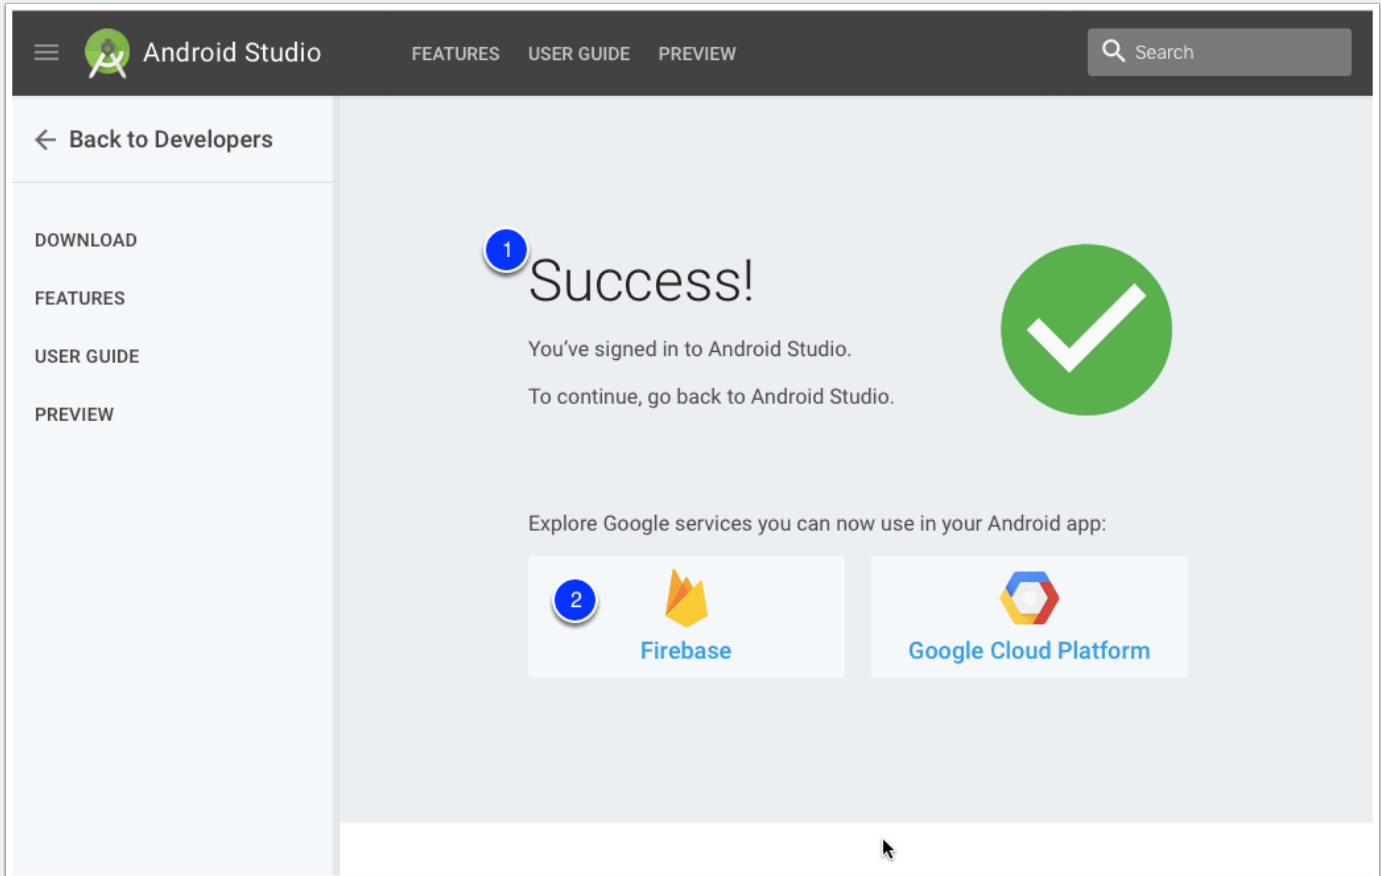 Android Studio
FEATURES
USER GUIDE
PREVIEW
Search
Back to Developers
DOWNLOAD
FEATURES
USER GUIDE
PREVIEW
1
Success!
You’ve signed in to Android Studio.
To continue, go back to Android Studio.
Explore Google services you can now use in your Android app:
2
Firebase
Google Cloud Platform